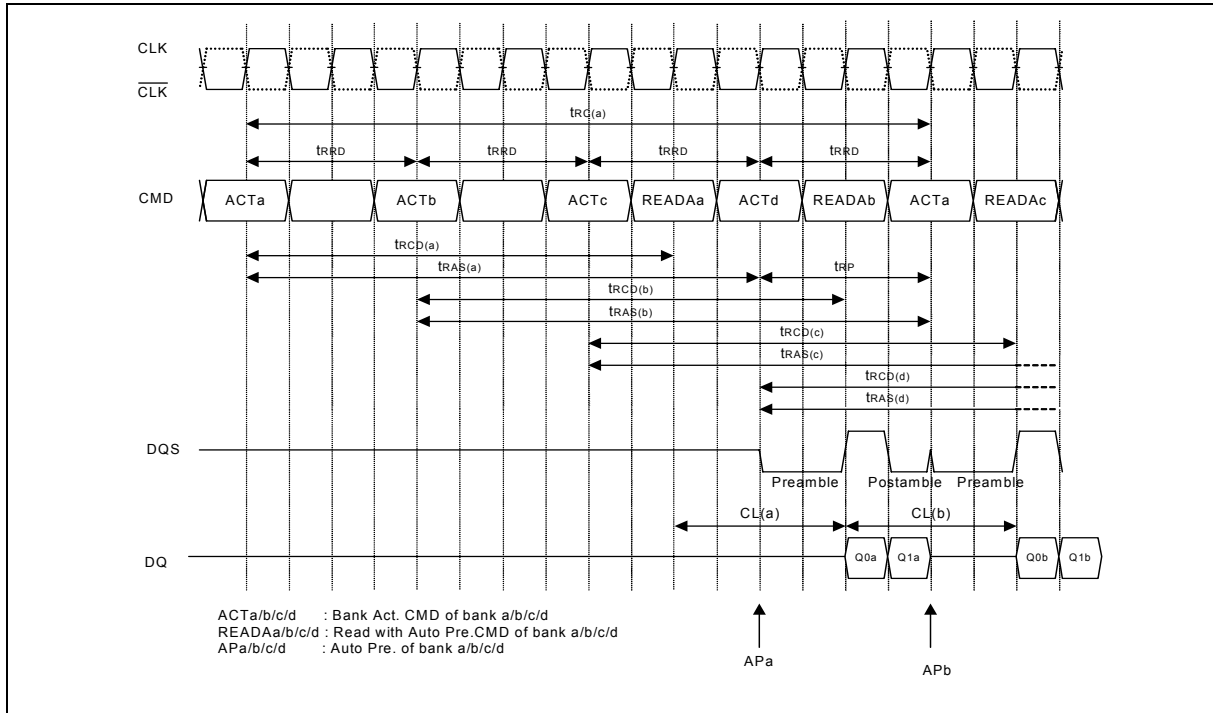 CLK
CLK
tRC(a)
tRRD tRRD tRRD tRRD
CMD ACTa ACTb ACTc READAa ACTd READAb ACTa READAc
tRCD(a)
tRAS(a) tRP
tRCD(b)
tRAS(b)
tRCD(c)
tRAS(c)
tRCD(d)
tRAS(d)
DQS
Preamble Postamble Preamble
CL(a) CL(b)
DQ Q0a Q1a Q0b Q1b
ACTa/b/c/d : Bank Act. CMD of bank a/b/c/d
READAa/b/c/d : Read with Auto Pre.CMD of bank a/b/c/d
APa/b/c/d : Auto Pre. of bank a/b/c/d
APa APb